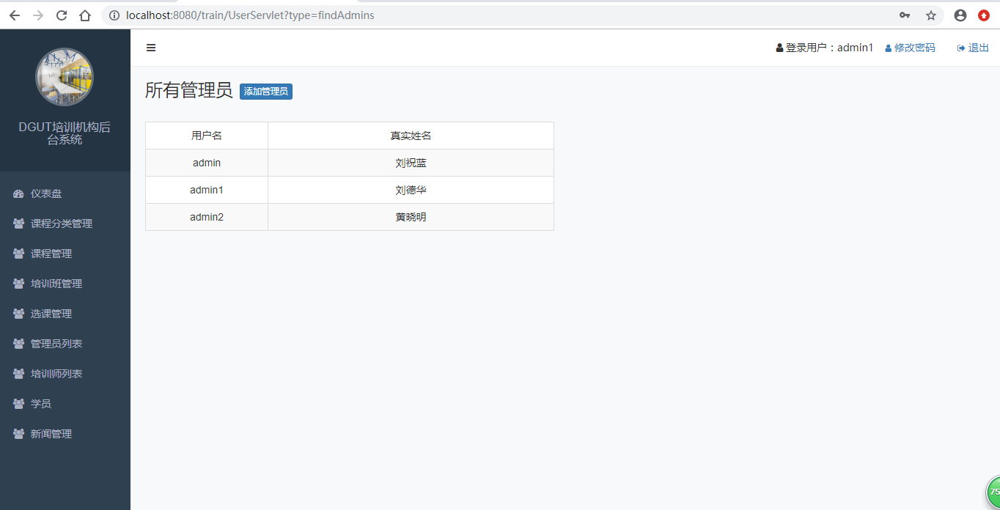 localhost:8080/train/UserServlet?type=findAdmins
登录用户：admin1 修改密码 退出
DGUT培训机构后
台系统
仪表盘
课程分类管理
课程管理
培训班管理
选课管理
管理员列表
培训师列表
学员
新闻管理
所有管理员 添加管理员
用户名 真实姓名
admin 刘祝蓝
admin1 刘德华
admin2 黄晓明
75